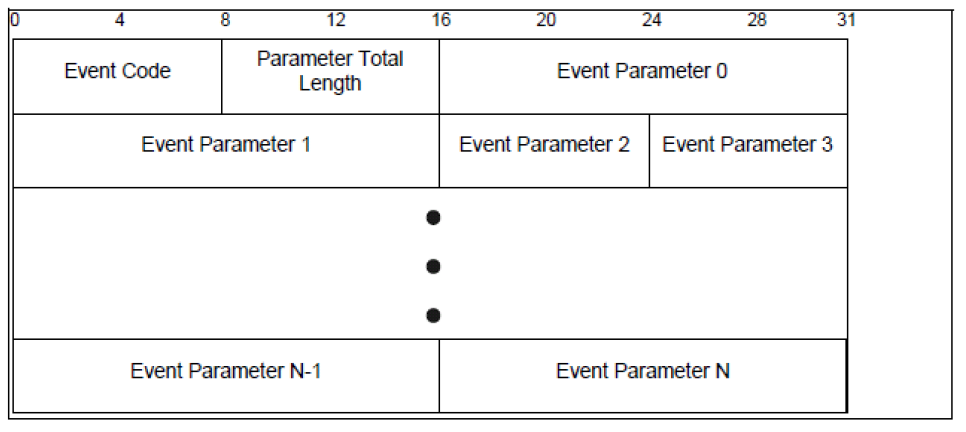 0 4 8 12 16 20 24 28 31
Event Code
Parameter Total
Length
Event Parameter 0
Event Parameter 1
Event Parameter 2
Event Parameter 3
Event Parameter N-1
Event Parameter N